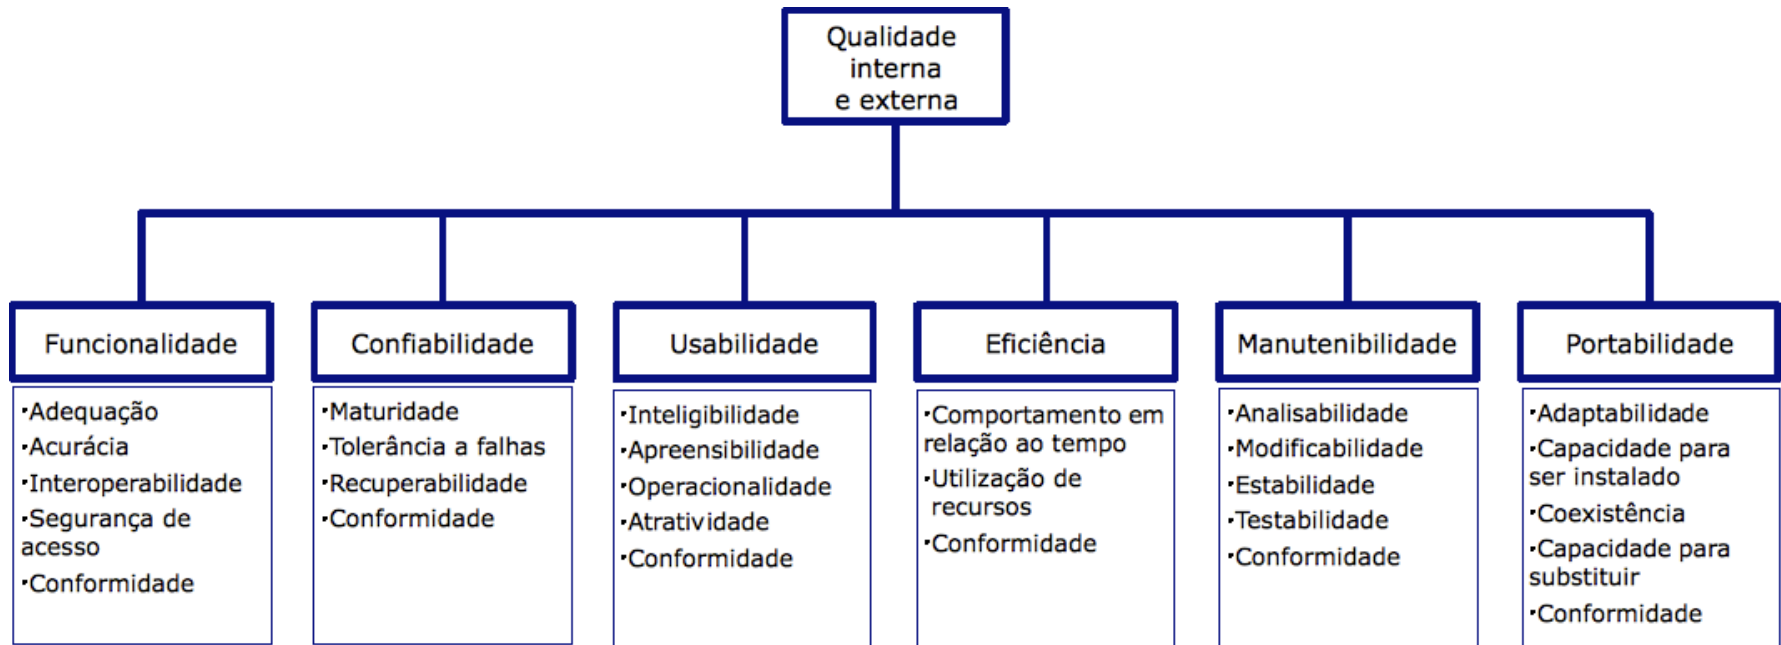 Qualidade
interna
e externa
Funcionalidade
·Adequação
·Acurácia
·Interoperabilidade
·Segurança de
acesso
·Conformidade
Confiabilidade
·Maturidade
·Tolerância a falhas
·Recuperabilidade
·Conformidade
Usabilidade
·Inteligibilidade
·Apreensibilidade
·Operacionalidade
·Atratividade
·Conformidade
Eficiência
·Comportamento em
relação ao tempo
·Utilização de
recursos
·Conformidade
Manutenibilidade
·Analisabilidade
·Modificabilidade
·Estabilidade
·Testabilidade
·Conformidade
Portabilidade
·Adaptabilidade
·Capacidade para
ser instalado
·Coexistência
·Capacidade para
substituir
·Conformidade